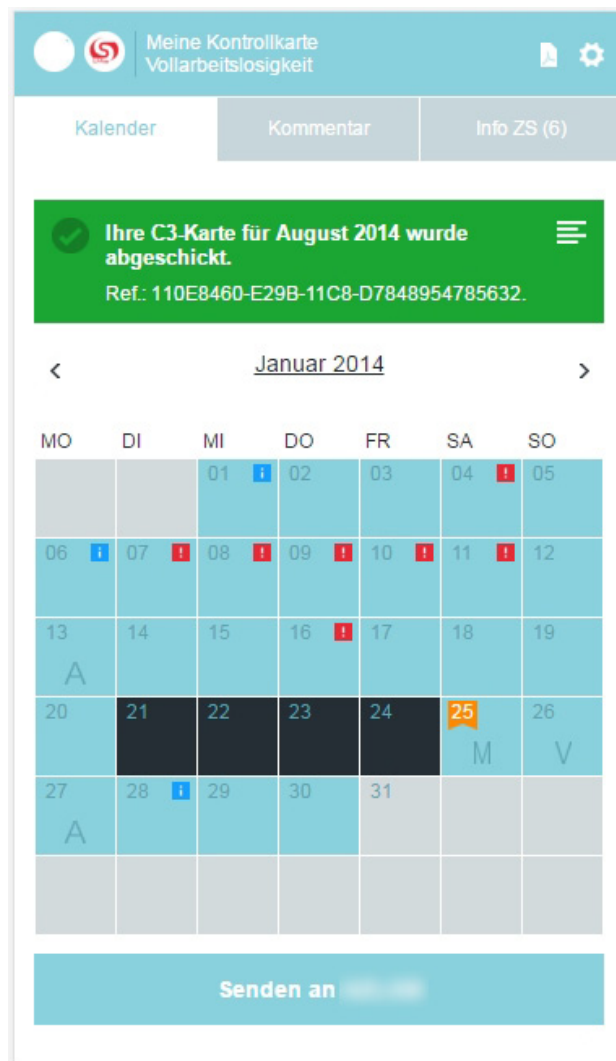 Meine Kontrollkarte
Vollarbeitslosigkeit
Kalender Kommentar Info ZS (6)
Ihre C3-Karte für August 2014 wurde
abgeschickt.
Ref.: 110E8460-E29B-11C8-D7848954785632.
Januar 2014
MO DI MI DO FR SA SO
01 02 03 04 05
06 07 08 09 10 11 12
13 14 15 16 17 18 19
A
20 21 22 23 24 25 26
M V
27 28 29 30 31
A
Senden an